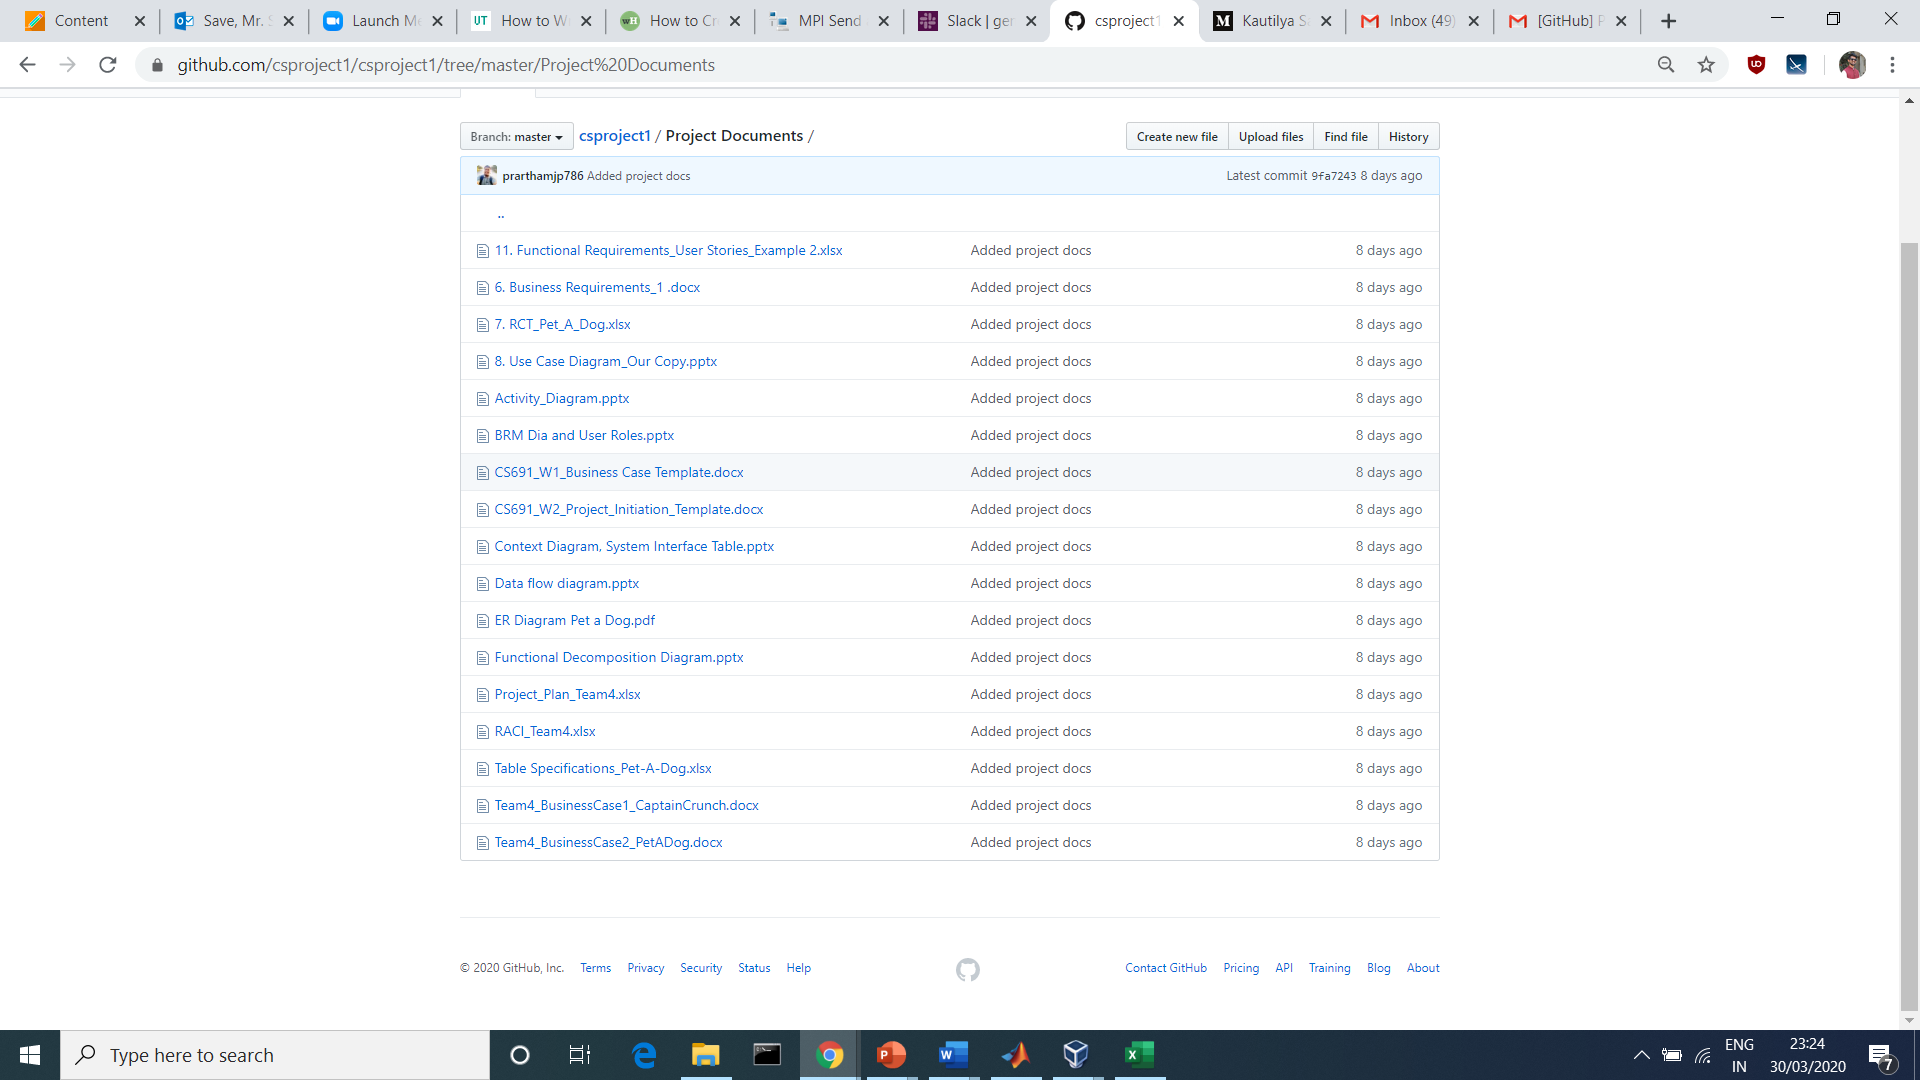 Content
Save, Mr. S
Launch Me
UT How to W
wH How to Cr
MPI Send
Slack | gen
csproject1
M Kautilya Sa
Inbox (49)
[GitHub] P
github.com/csproject1/csproject1/tree/master/Project%20Documents
Branch: master
csproject1 / Project Documents /
Create new file
Upload files
Find file
History
prarthamjp786 Added project docs
Latest commit 9fa7243 8 days ago
..
11. Functional Requirements_User Stories_Example 2.xlsx Added project docs 8 days ago
6. Business Requirements_1 .docx Added project docs 8 days ago
7. RCT_Pet_A_Dog.xlsx Added project docs 8 days ago
8. Use Case Diagram_Our Copy.pptx Added project docs 8 days ago
Activity_Diagram.pptx Added project docs 8 days ago
BRM Dia and User Roles.pptx Added project docs 8 days ago
CS691_W1_Business Case Template.docx Added project docs 8 days ago
CS691_W2_Project_Initiation_Template.docx Added project docs 8 days ago
Context Diagram, System Interface Table.pptx Added project docs 8 days ago
Data flow diagram.pptx Added project docs 8 days ago
ER Diagram Pet a Dog.pdf Added project docs 8 days ago
Functional Decomposition Diagram.pptx Added project docs 8 days ago
Project_Plan_Team4.xlsx Added project docs 8 days ago
RACI_Team4.xlsx Added project docs 8 days ago
Table Specifications_Pet-A-Dog.xlsx Added project docs 8 days ago
Team4_BusinessCase1_CaptainCrunch.docx Added project docs 8 days ago
Team4_BusinessCase2_PetADog.docx Added project docs 8 days ago
© 2020 GitHub, Inc. Terms Privacy Security Status Help
Contact GitHub Pricing API Training Blog About
Type here to search
ENG
IN
23:24
30/03/2020
7